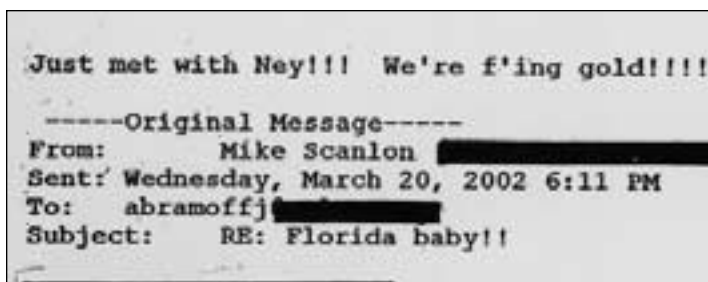 Just met with Ney!!! We're f'ing gold!!!!
-----Original Message-----
From: Mike Scanlon
Sent: Wednesday, March 20, 2002 6:11 PM
To: abramoffj
Subject: RE: Florida baby!!